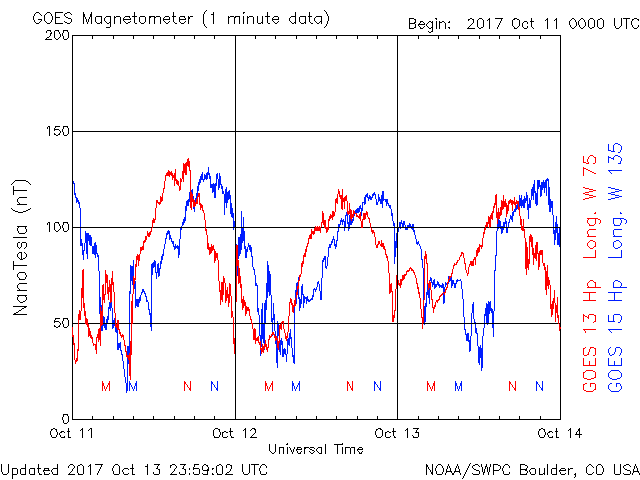 GOES Magnetometer (1 minute data)
Begin: 2017 Oct 11 0000 UTC
200
150
100
50
0
NanoTesla (nT)
M M N N M M N N M M N N
Oct 11 Oct 12 Oct 13 Oct 14
Universal Time
GOES 13 Hp Long. W 75
GOES 15 Hp Long. W 135
Updated 2017 Oct 13 23:59:02 UTC
NOAA/SWPC Boulder, CO USA